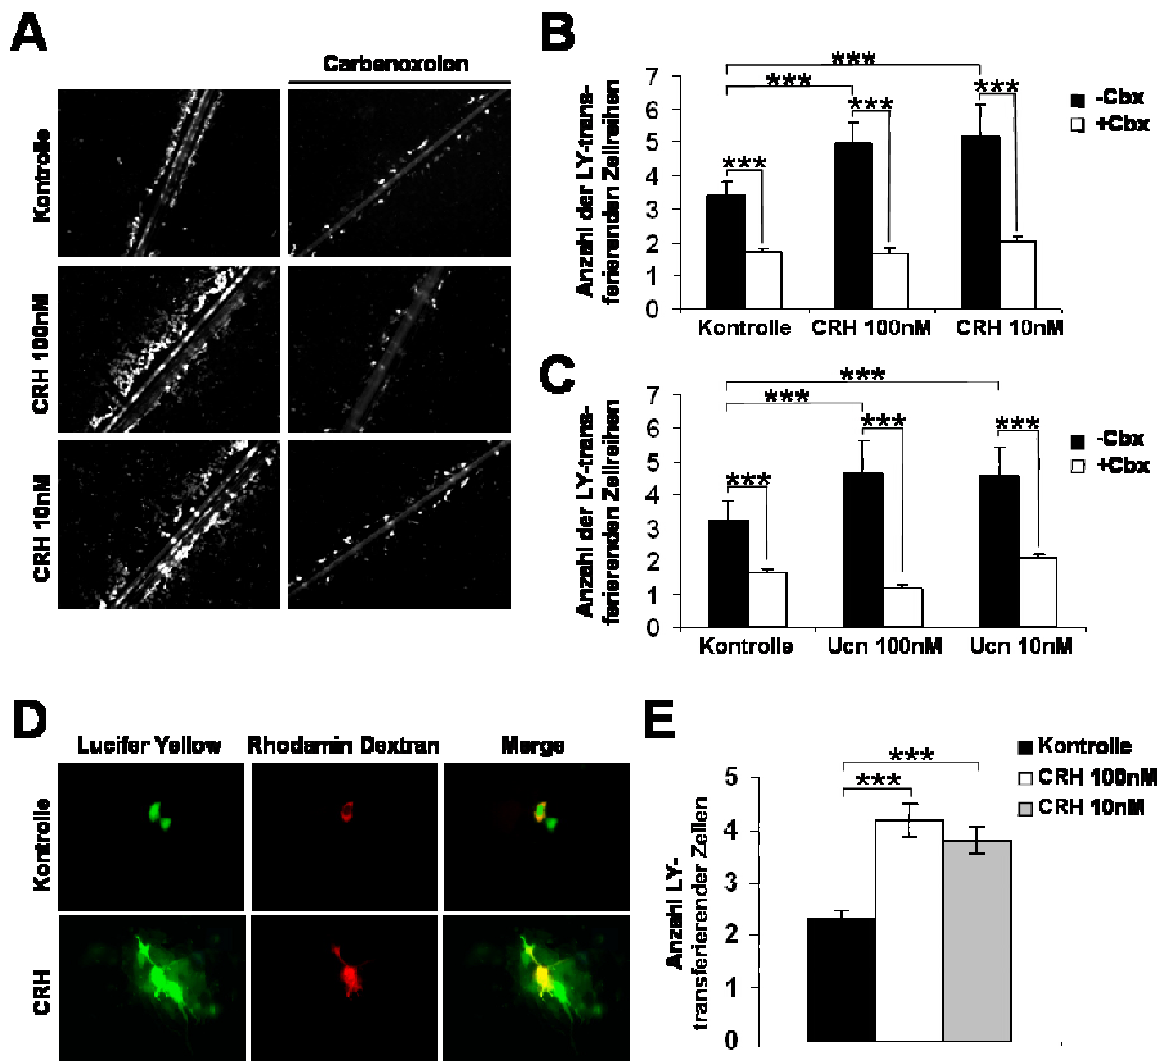 A
Carbenoxolon
Kontrolle
CRH 100nM
CRH 10nM
B
Anzahl der LY-trans-
ferierenden Zellreihen
7
6
5
4
3
2
1
0
***
***
***
***
***
-Cbx
+Cbx
Kontrolle
CRH 100nM
CRH 10nM
C
Anzahl der LY-trans-
ferierenden Zellreihen
7
6
5
4
3
2
1
0
***
***
***
***
***
-Cbx
+Cbx
Kontrolle
Ucn 100nM
Ucn 10nM
D
Lucifer Yellow
Rhodamin Dextran
Merge
Kontrolle
CRH
E
Anzahl LY-
transferierender Zellen
5
4
3
2
1
0
***
***
Kontrolle
CRH 100nM
CRH 10nM